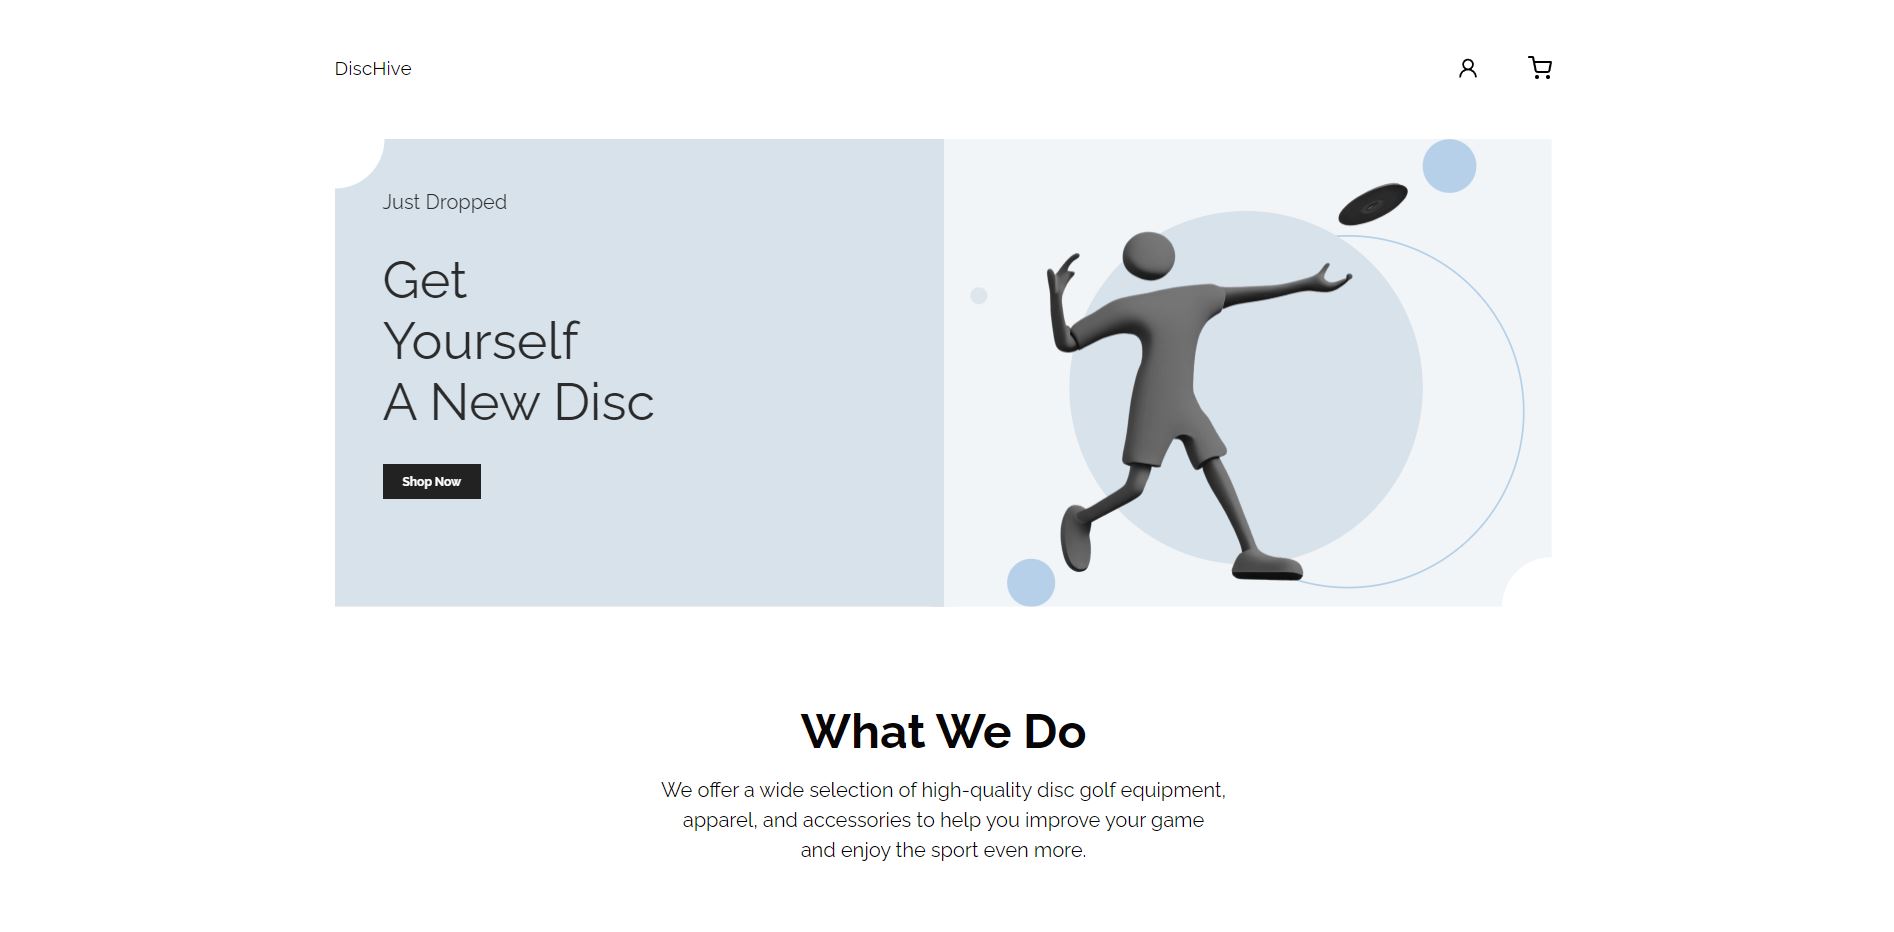 DiscHive
Just Dropped
Get
Yourself
A New Disc
Shop Now
What We Do
We offer a wide selection of high-quality disc golf equipment,
apparel, and accessories to help you improve your game
and enjoy the sport even more.